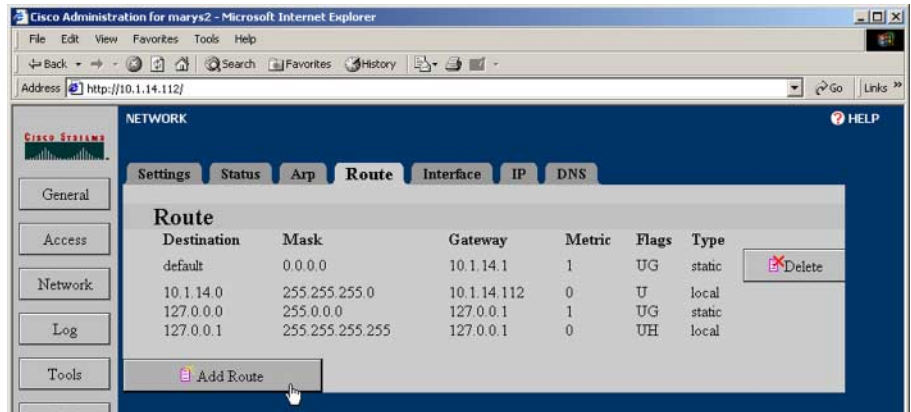 Cisco Administration for marys2 - Microsoft Internet Explorer
File Edit View Favorites Tools Help
Back Search Favorites History
Address http://10.1.14.112/ Go Links »
CISCO SYSTEMS
NETWORK HELP
Settings Status Arp Route Interface IP DNS
General
Access
Network
Log
Tools
Route
Destination Mask Gateway Metric Flags Type
default 0.0.0.0 10.1.14.1 1 UG static Delete
10.1.14.0 255.255.255.0 10.1.14.112 0 U local
127.0.0.0 255.0.0.0 127.0.0.1 1 UG static
127.0.0.1 255.255.255.255 127.0.0.1 0 UH local
Add Route